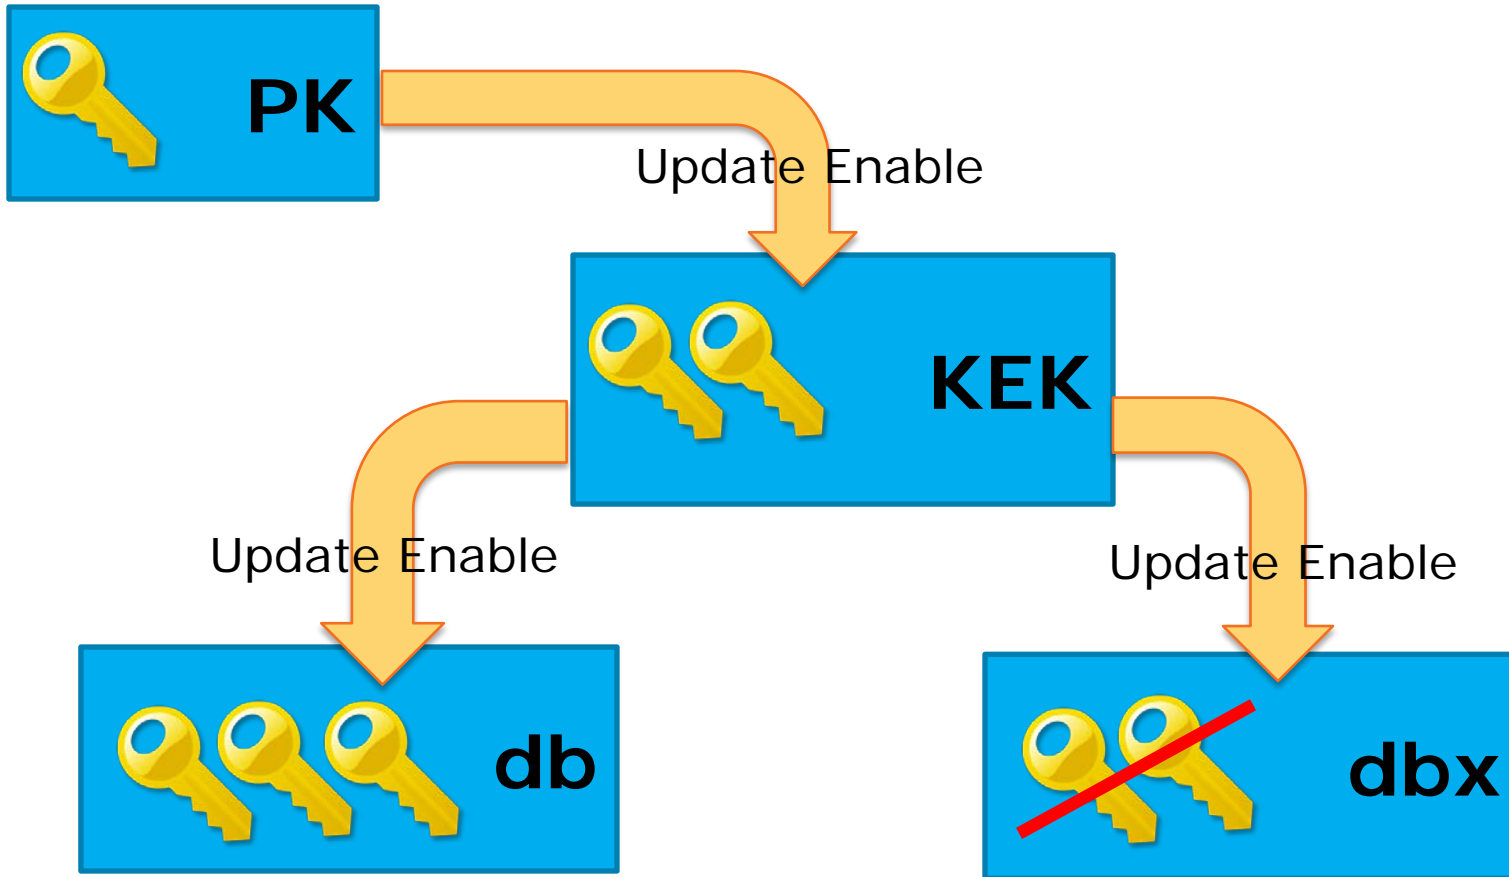 PK
Update Enable
KEK
Update Enable
Update Enable
db
dbx